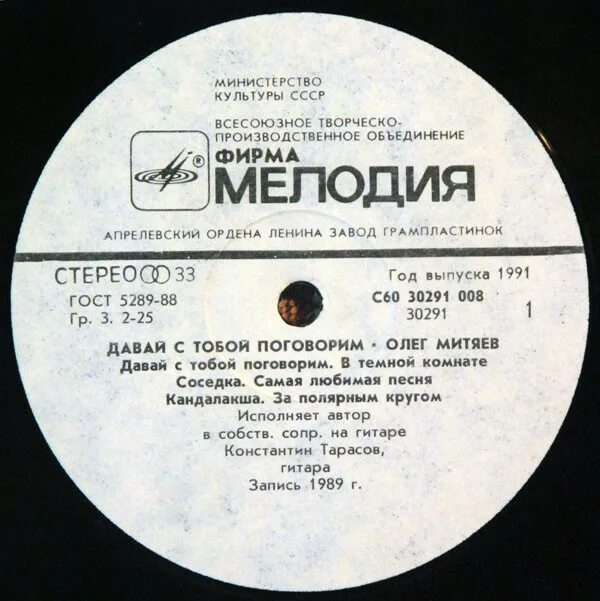 МИНИСТЕРСТВО
КУЛЬТУРЫ СССР
ВСЕСОЮЗНОЕ ТВОРЧЕСКО-
ПРОИЗВОДСТВЕННОЕ ОБЪЕДИНЕНИЕ
®
ФИРМА
МЕЛОДИЯ
АПРЕЛЕВСКИЙ ОРДЕНА ЛЕНИНА ЗАВОД ГРАМПЛАСТИНОК
СТЕРЕО 33
Год выпуска 1991
ГОСТ 5289-88
С60 30291 008
Гр. 3. 2-25
30291
1
ДАВАЙ С ТОБОЙ ПОГОВОРИМ • ОЛЕГ МИТЯЕВ
Давай с тобой поговорим. В темной комнате
Соседка. Самая любимая песня
Кандалакша. За полярным кругом
Исполняет автор
в собств. сопр. на гитаре
Константин Тарасов,
гитара
Запись 1989 г.